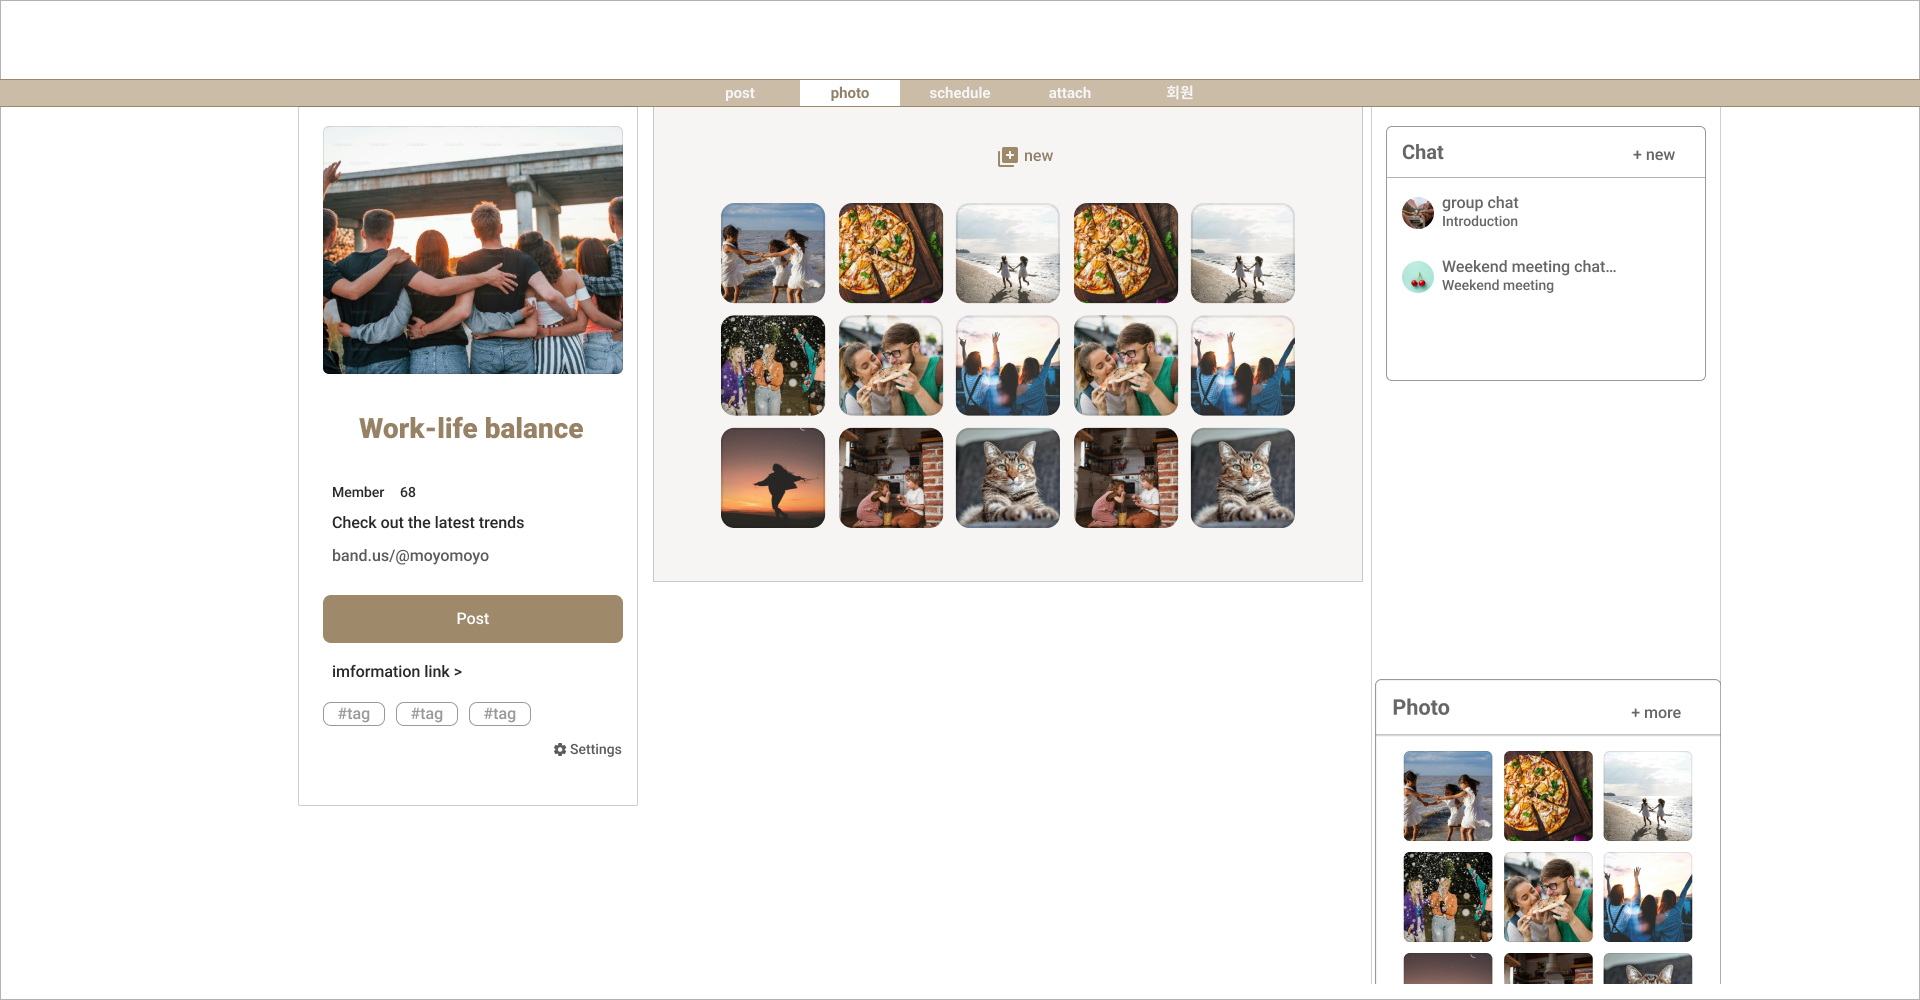 post photo schedule attach 회원
Work-life balance
Member 68
Check out the latest trends
band.us/@moyomoyo
Post
imformation link >
#tag #tag #tag
Settings
new
Chat + new
group chat
Introduction
Weekend meeting chat...
Weekend meeting
Photo + more